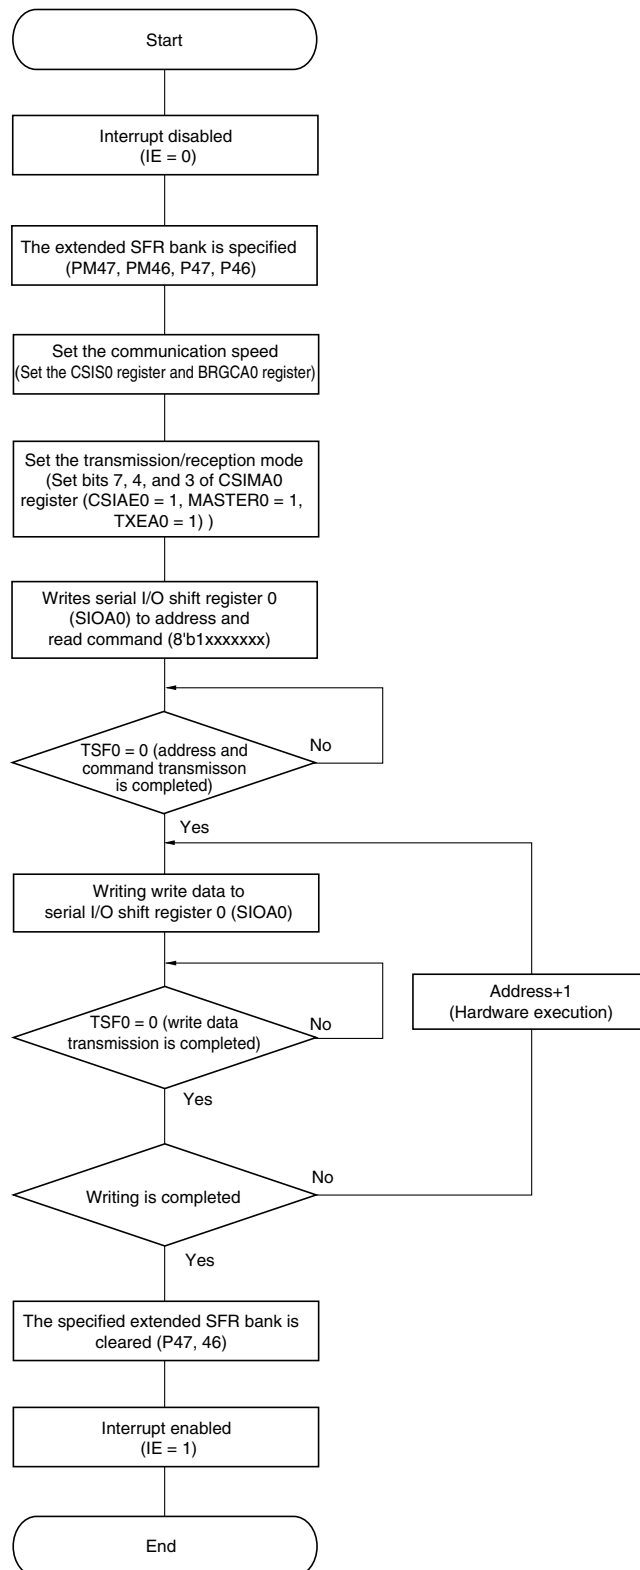 Start
Interrupt disabled
(IE = 0)
The extended SFR bank is specified
(PM47, PM46, P47, P46)
Set the communication speed
(Set the CSIS0 register and BRGCA0 register)
Set the transmission/reception mode
(Set bits 7, 4, and 3 of CSIMA0
register (CSIAE0 = 1, MASTER0 = 1,
TXEA0 = 1) )
Writes serial I/O shift register 0
(SIOA0) to address and
read command (8'b1xxxxxxx)
TSF0 = 0 (address and
command transmisson
is completed)
No
Yes
Writing write data to
serial I/O shift register 0 (SIOA0)
TSF0 = 0 (write data
transmission is completed)
No
Address+1
(Hardware execution)
Yes
Writing is completed
No
Yes
The specified extended SFR bank is
cleared (P47, 46)
Interrupt enabled
(IE = 1)
End